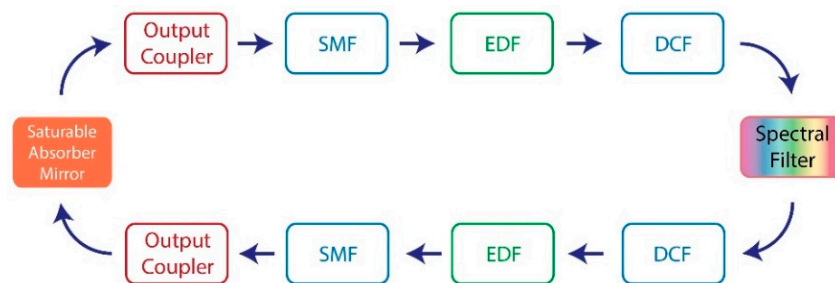 Output
Coupler
SMF
EDF
DCF
Saturable
Absorber
Mirror
Spectral
Filter
Output
Coupler
SMF
EDF
DCF